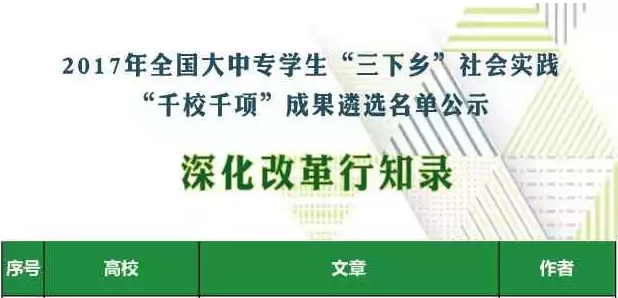 2017年全国大中专学生“三下乡”社会实践
“千校千项”成果遴选名单公示
深化改革行知录
序号 高校 文章 作者